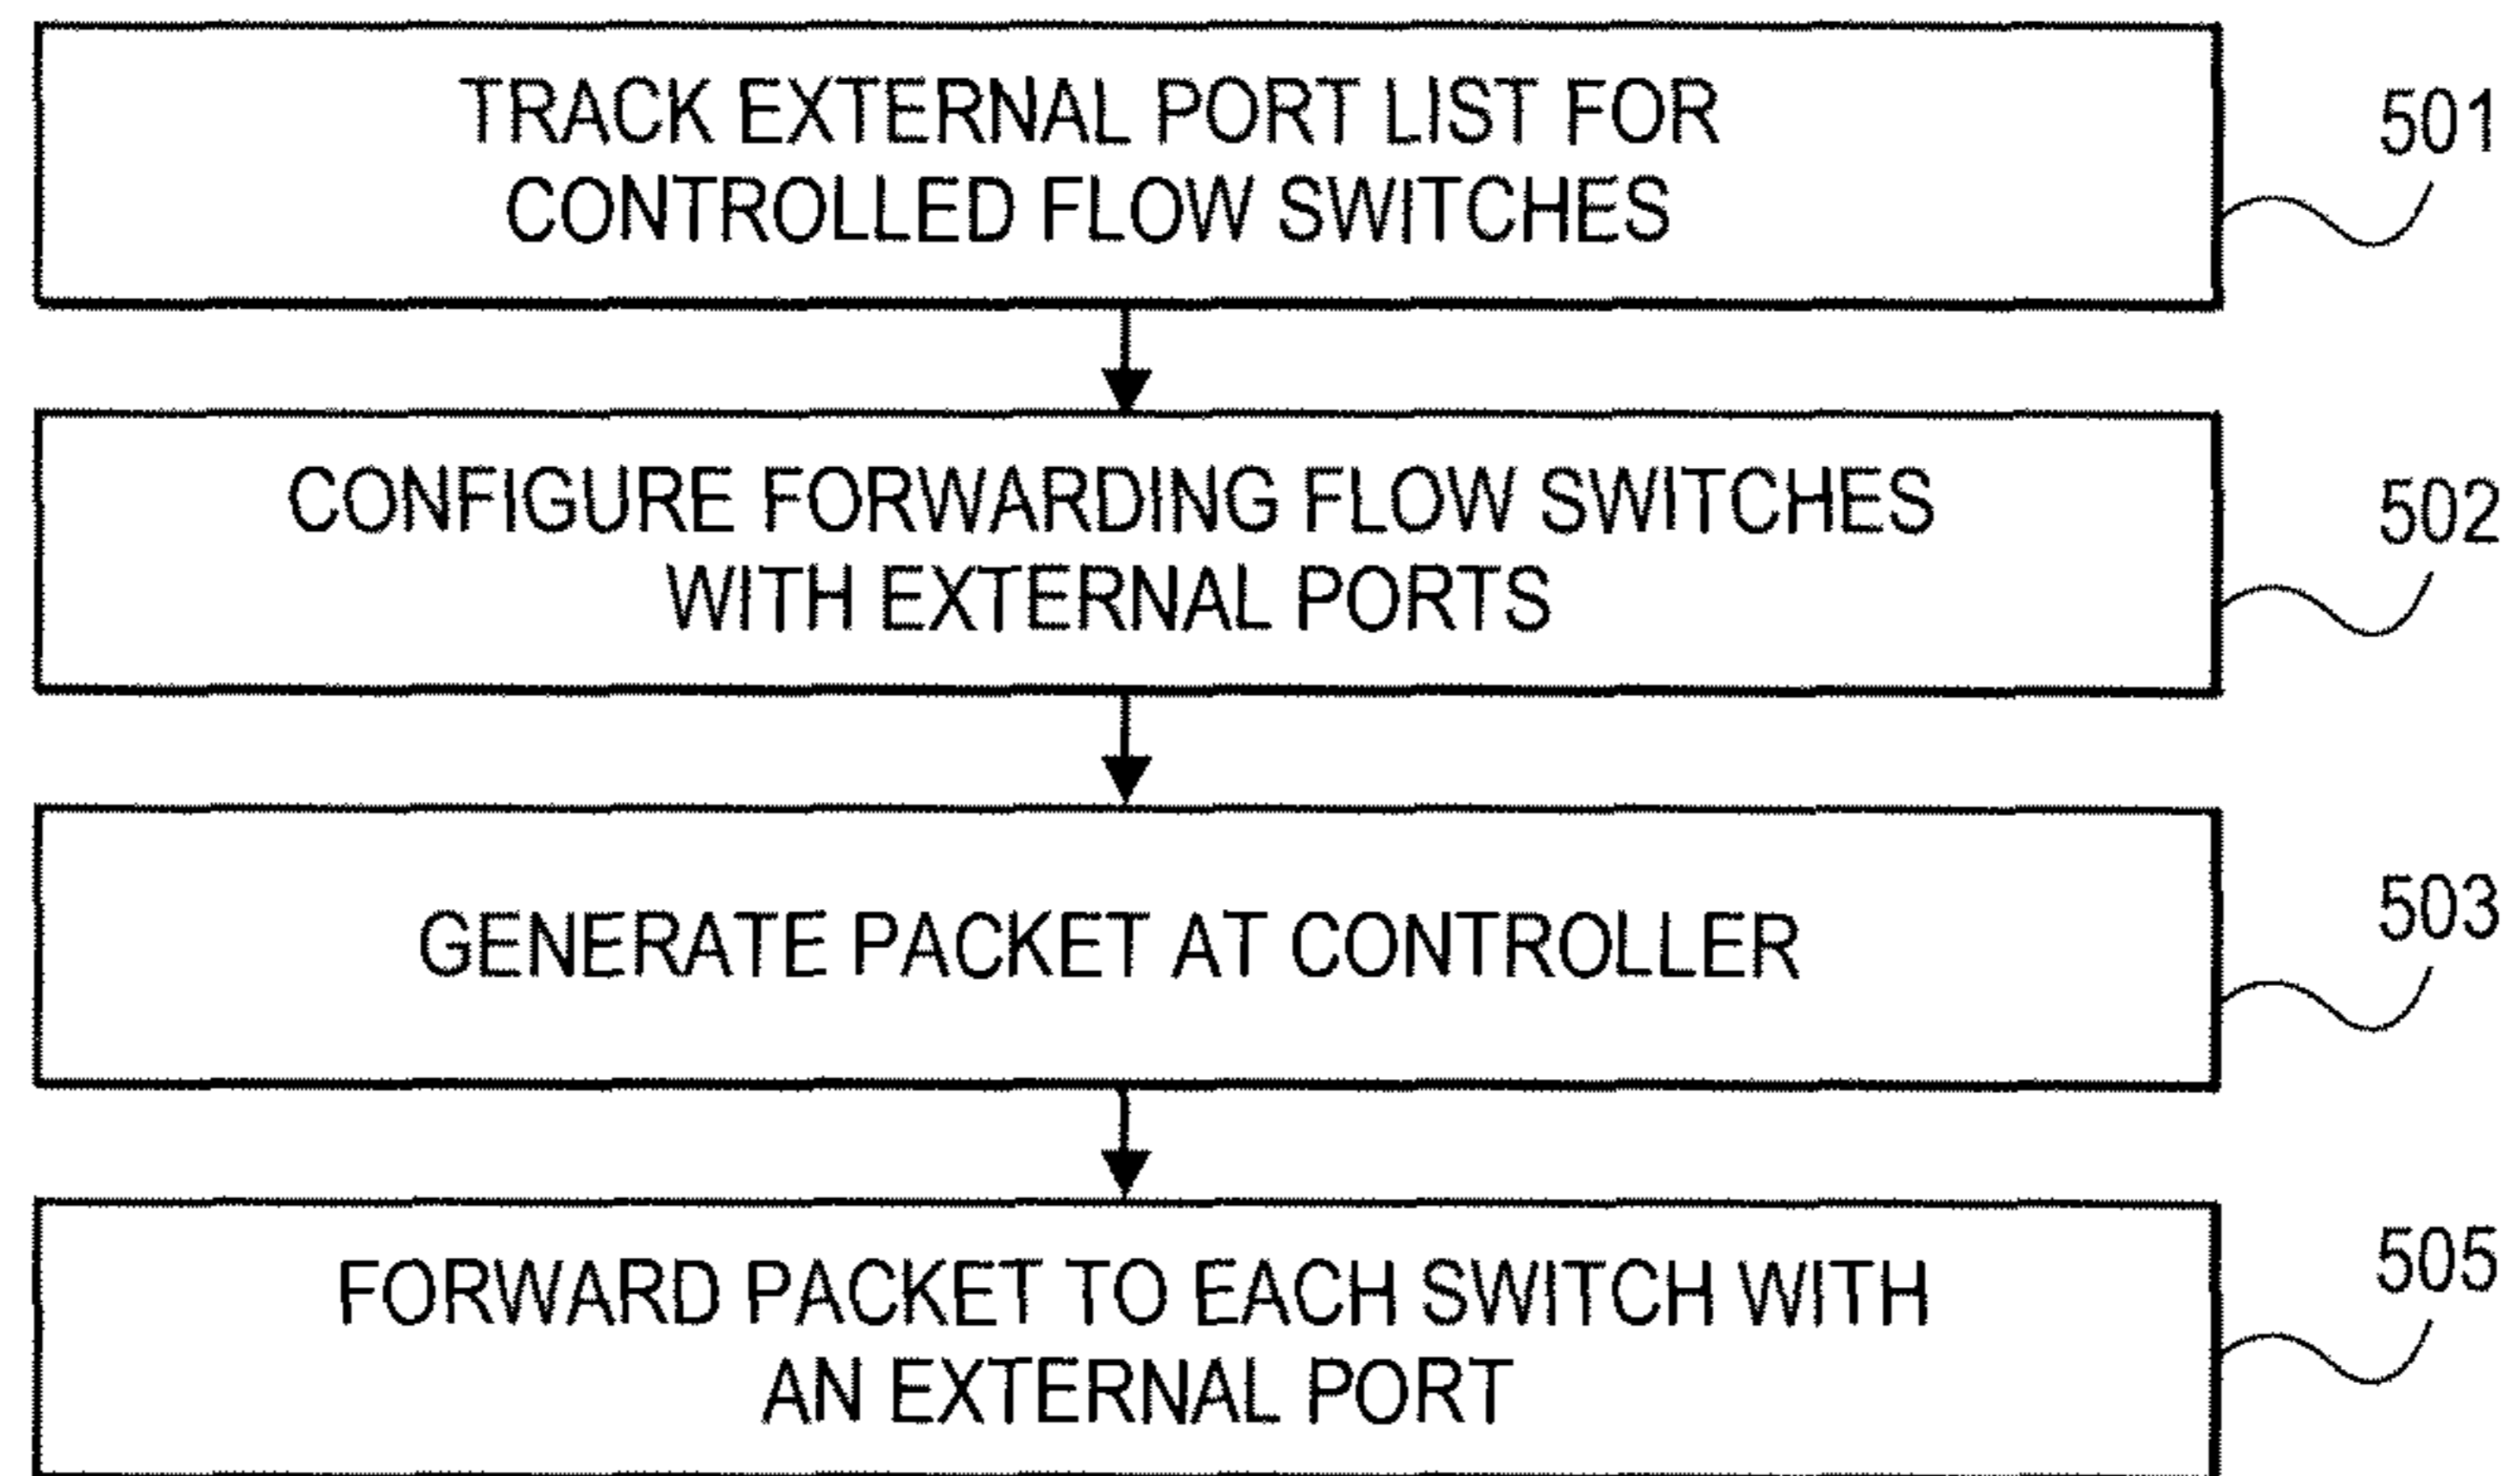 TRACK EXTERNAL PORT LIST FOR
CONTROLLED FLOW SWITCHES
501
CONFIGURE FORWARDING FLOW SWITCHES
WITH EXTERNAL PORTS
502
GENERATE PACKET AT CONTROLLER
503
FORWARD PACKET TO EACH SWITCH WITH
AN EXTERNAL PORT
505